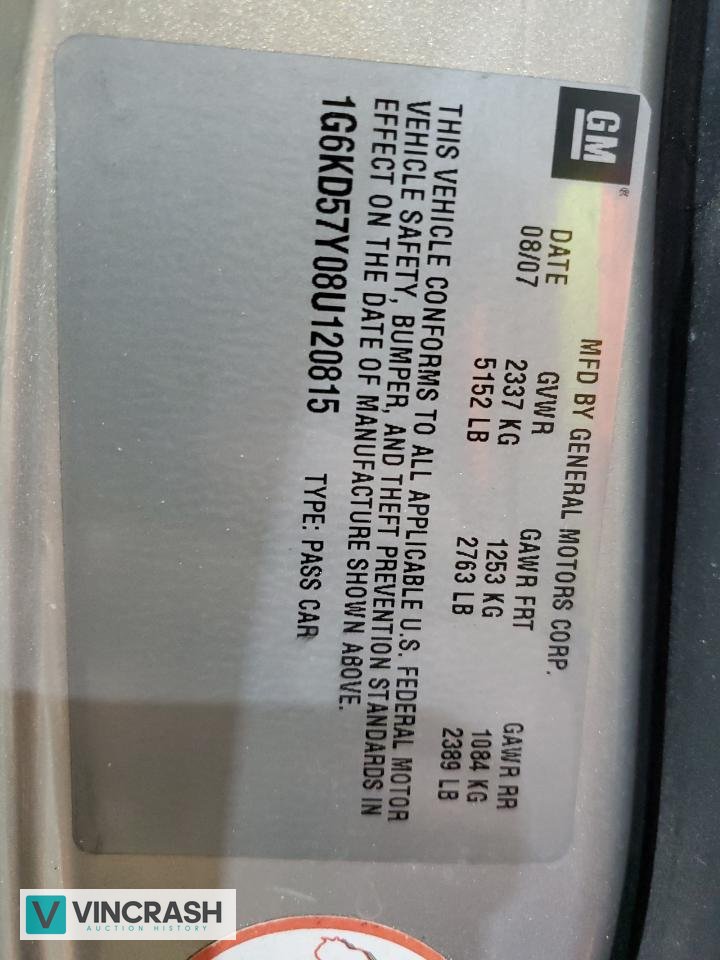 GM
MFD BY GENERAL MOTORS CORP.
DATE GVWR GAWR FRT GAWR RR
08/07 2337 KG 1253 KG 1084 KG
5152 LB 2763 LB 2389 LB
THIS VEHICLE CONFORMS TO ALL APPLICABLE U.S. FEDERAL MOTOR
VEHICLE SAFETY, BUMPER, AND THEFT PREVENTION STANDARDS IN
EFFECT ON THE DATE OF MANUFACTURE SHOWN ABOVE.
1G6KD57Y08U120815 TYPE: PASS CAR
V VINCRASH
AUCTION HISTORY